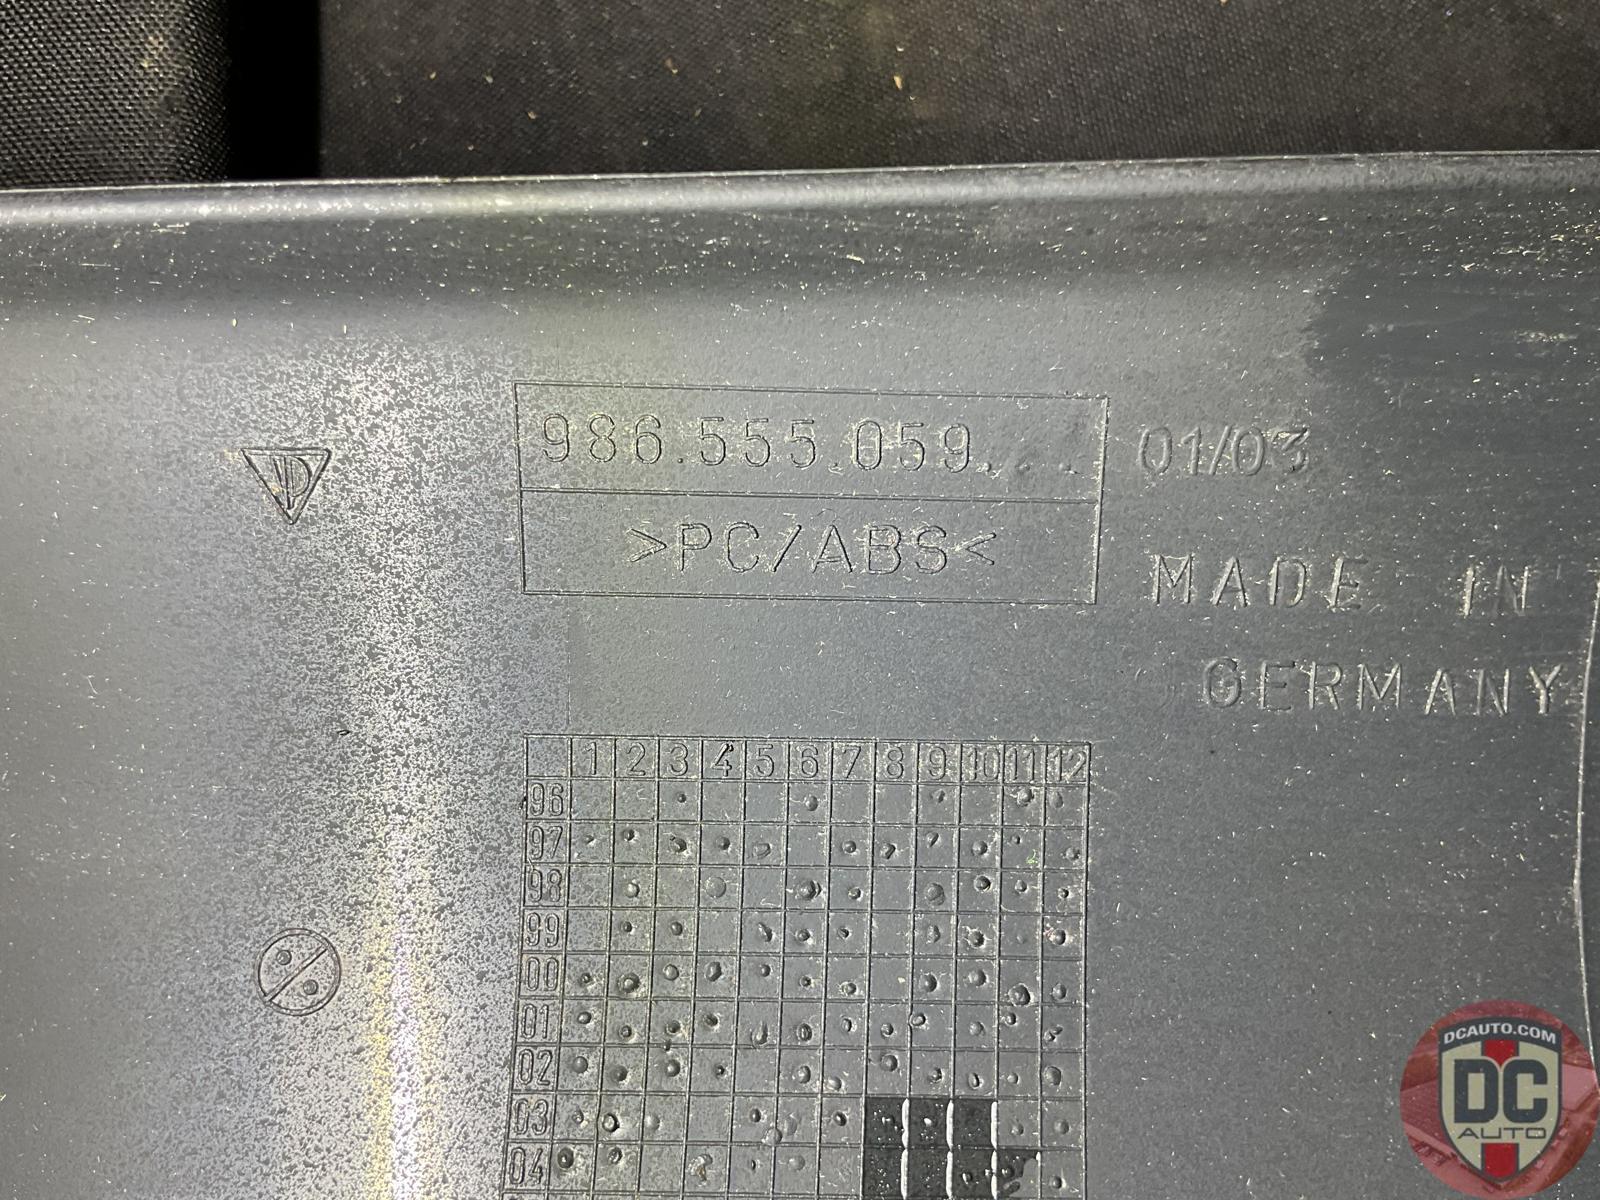 986.555.059. . .
01/03
>PC/ABS<
MADE IN
GERMANY
1 2 3 4 5 6 7 8 9 10 11 12
96
97
98
99
00
01
02
03
04
DCAUTO.COM
DC
AUTO